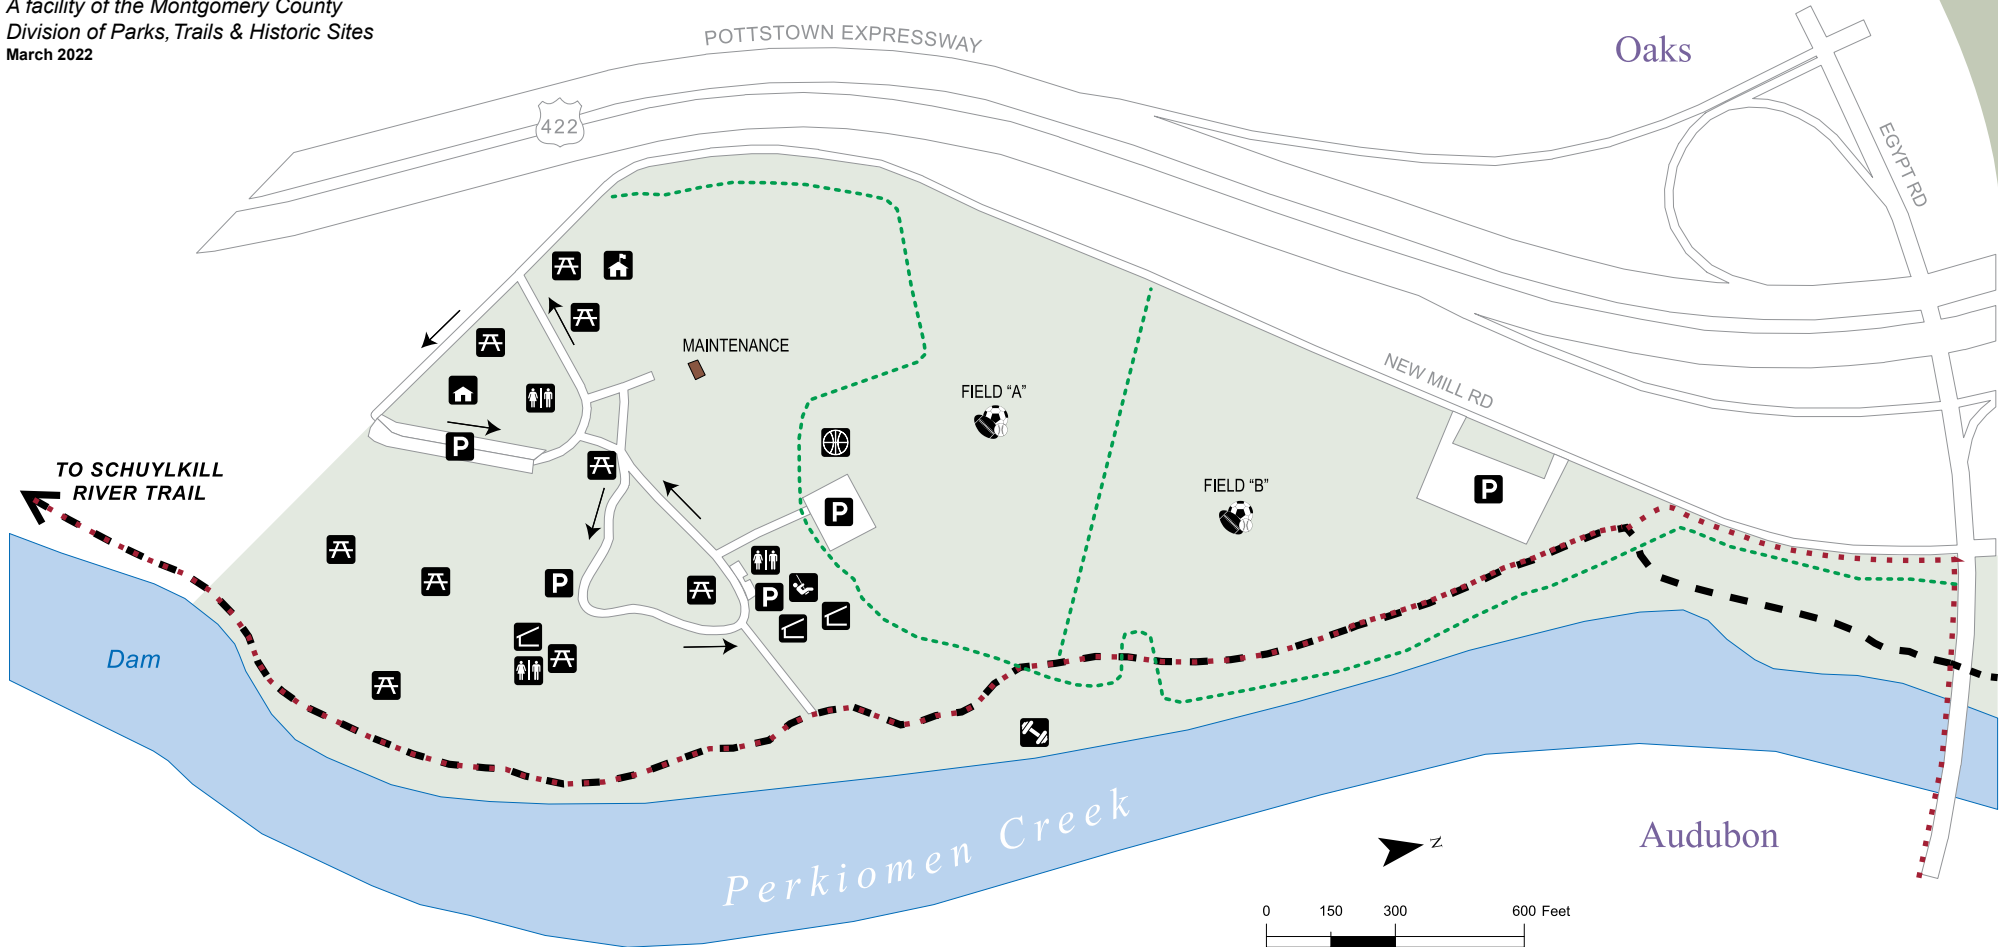 A facility of the Montgomery County
Division of Parks, Trails & Historic Sites
March 2022
POTTSTOWN EXPRESSWAY
Oaks
422
EGYPT RD
MAINTENANCE
FIELD “A”
NEW MILL RD
P
TO SCHUYLKILL
RIVER TRAIL
FIELD “B”
P
P
P
P
Dam
Perkiomen Creek
Audubon
N
0 150 300 600 Feet